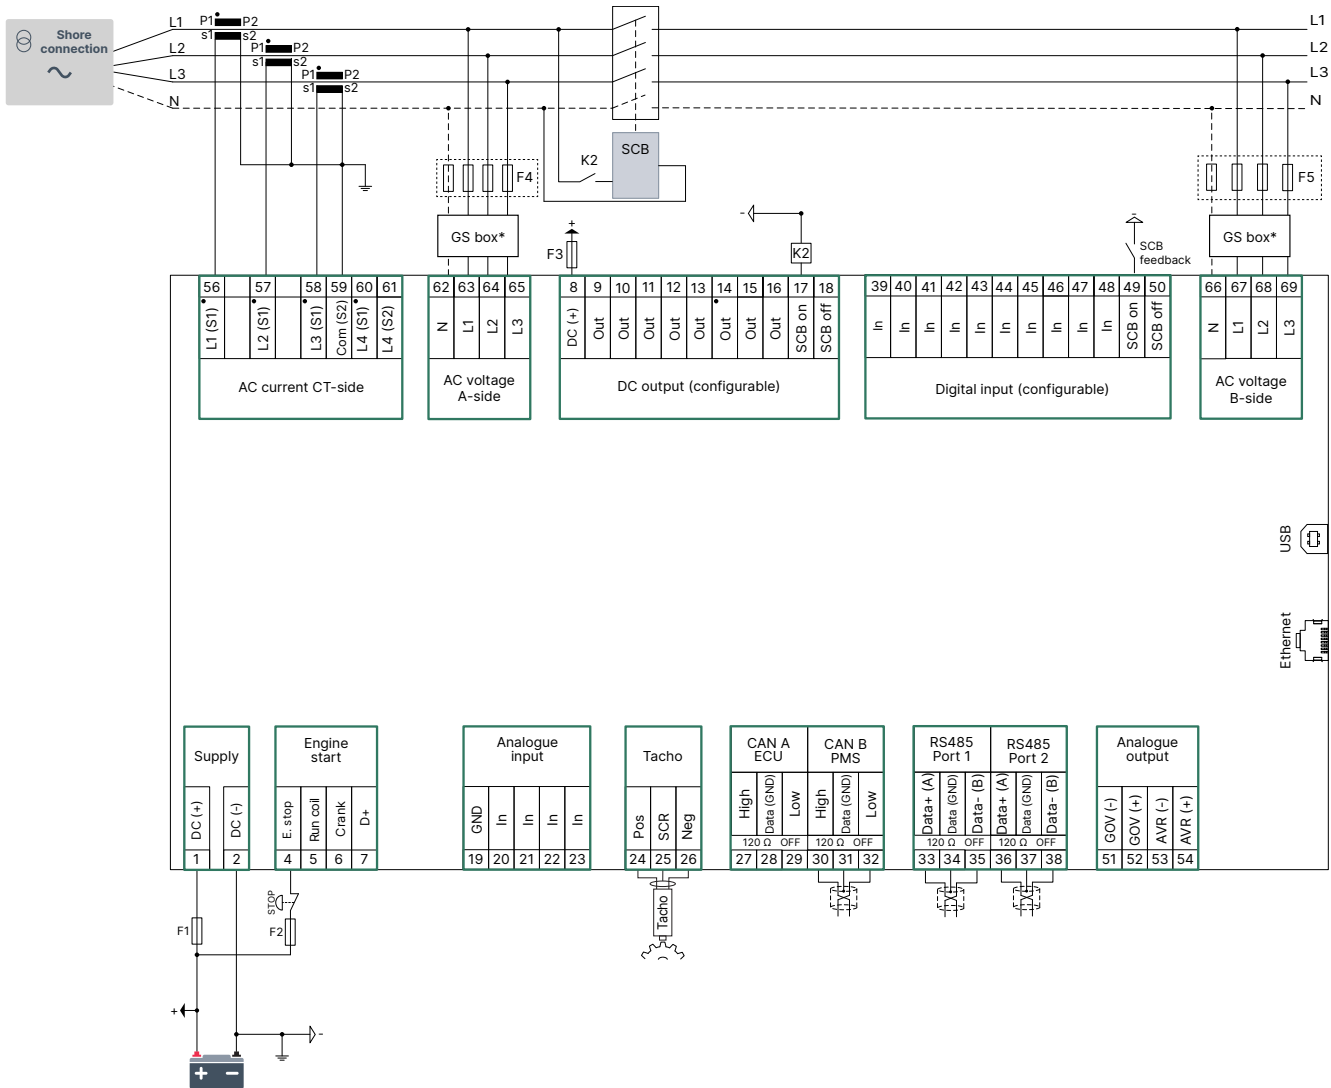 Shore
connection
L1
L2
L3
N
P1 P2
s1 s2
P1 P2
s1 s2
P1 P2
s1 s2
L1
L2
L3
N
SCB
K2
F4
F5
GS box*
GS box*
+
F3
-
K2
-
SCB
feedback
56 57 58 59 60 61
L1 (S1)
L2 (S1)
L3 (S1)
Com (S2)
L4 (S1)
L4 (S2)
AC current CT-side
62 63 64 65
N
L1
L2
L3
AC voltage
A-side
8 9 10 11 12 13 14 15 16 17 18
DC (+)
Out
Out
Out
Out
Out
Out
Out
Out
SCB on
SCB off
DC output (configurable)
39 40 41 42 43 44 45 46 47 48 49 50
In
In
In
In
In
In
In
In
In
In
SCB on
SCB off
Digital input (configurable)
66 67 68 69
N
L1
L2
L3
AC voltage
B-side
USB
Ethernet
Supply
DC (+)
DC (-)
1 2
Engine
start
E. stop
Run coil
Crank
D+
4 5 6 7
Analogue
input
GND
In
In
In
In
19 20 21 22 23
Tacho
Pos
SCR
Neg
24 25 26
CAN A
ECU
High
Data (GND)
Low
120 Ω OFF
27 28 29
CAN B
PMS
High
Data (GND)
Low
120 Ω OFF
30 31 32
RS485
Port 1
Data+ (A)
Data (GND)
Data- (B)
120 Ω OFF
33 34 35
RS485
Port 2
Data+ (A)
Data (GND)
Data- (B)
120 Ω OFF
36 37 38
Analogue
output
GOV (-)
GOV (+)
AVR (-)
AVR (+)
51 52 53 54
STOP
F1
F2
Tacho
+
-
+ −